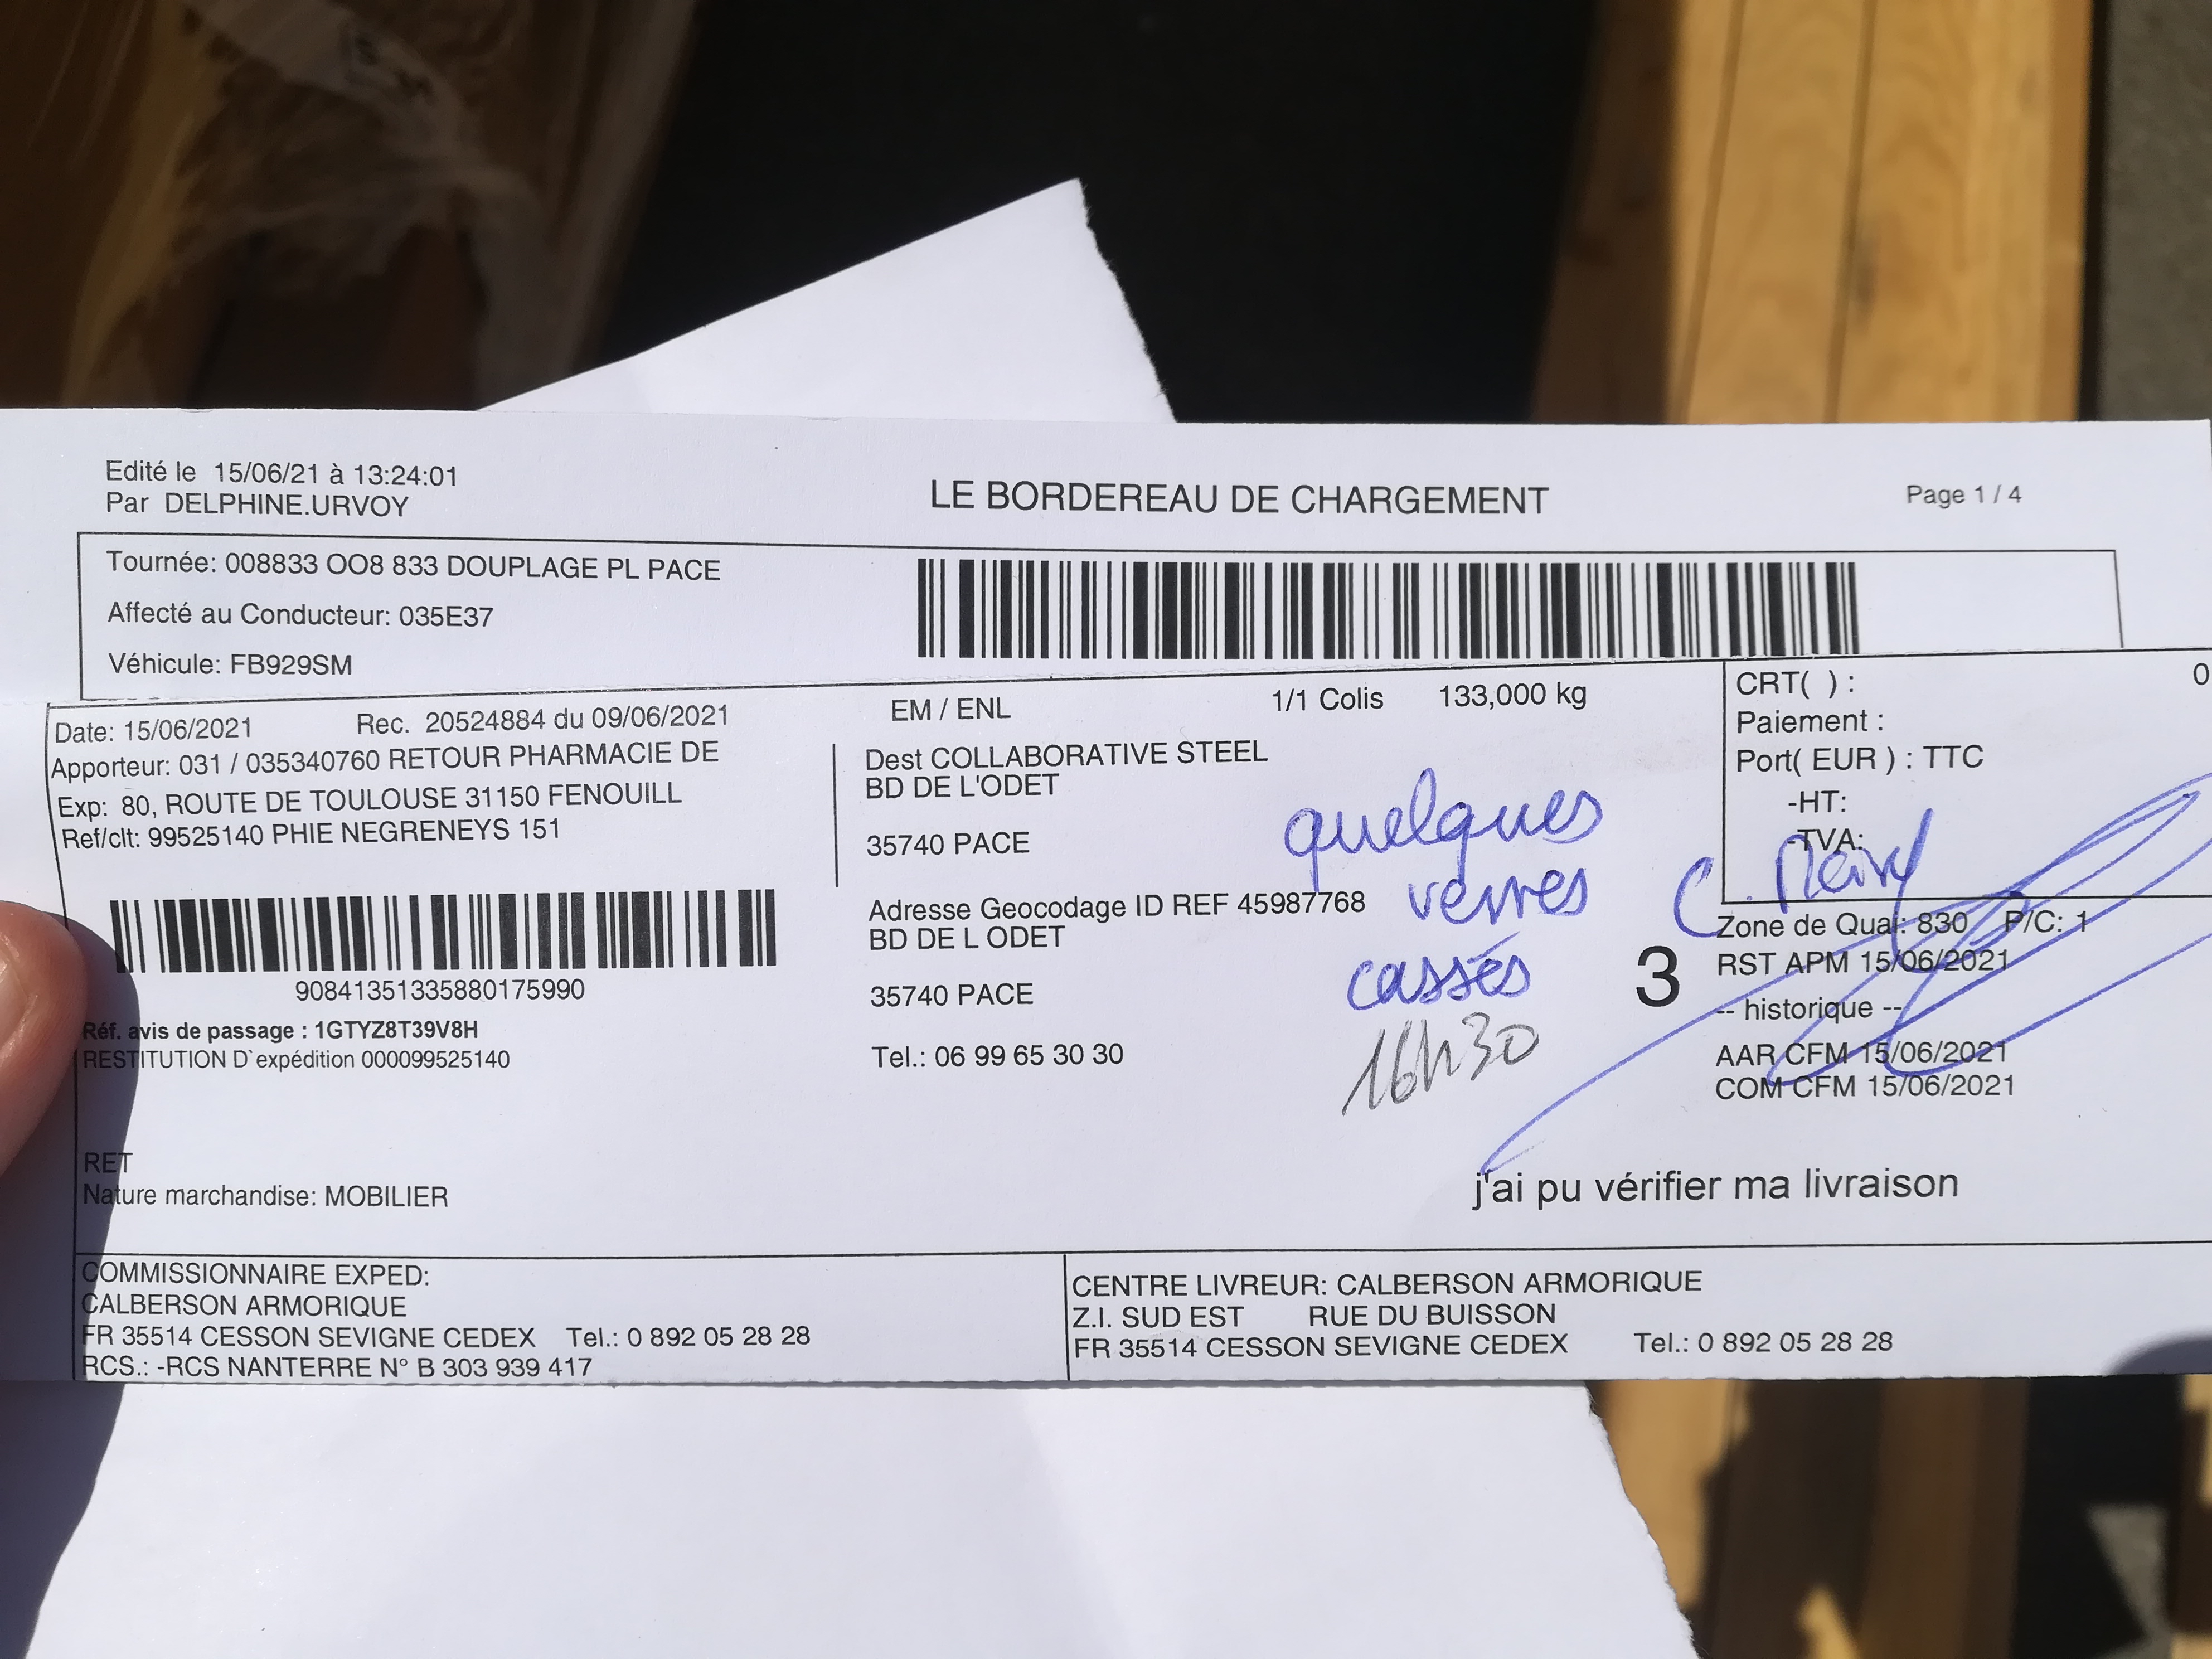 Edité le 15/06/21 à 13:24:01
Par DELPHINE.URVOY
LE BORDEREAU DE CHARGEMENT
Page 1 / 4
Tournée: 008833 OO8 833 DOUPLAGE PL PACE
Affecté au Conducteur: 035E37
Véhicule: FB929SM
Date: 15/06/2021 Rec. 20524884 du 09/06/2021
Apporteur: 031 / 035340760 RETOUR PHARMACIE DE
Exp: 80, ROUTE DE TOULOUSE 31150 FENOUILL
Ref/clt: 99525140 PHIE NEGRENEYS 151
90841351335880175990
Réf. avis de passage : 1GTYZ8T39V8H
RESTITUTION D`expédition 000099525140
RET
Nature marchandise: MOBILIER
EM / ENL 1/1 Colis 133,000 kg
Dest COLLABORATIVE STEEL
BD DE L'ODET
35740 PACE
Adresse Geocodage ID REF 45987768
BD DE L ODET
35740 PACE
Tel.: 06 99 65 30 30
quelques
verres
cassés
16h30
3
CRT( ) : 0
Paiement :
Port( EUR ) : TTC
-HT:
-TVA:
C.
Zone de Qual: 830 P/C: 1
RST APM 15/06/2021
-- historique --
AAR CFM 15/06/2021
COM CFM 15/06/2021
j'ai pu vérifier ma livraison
COMMISSIONNAIRE EXPED:
CALBERSON ARMORIQUE
FR 35514 CESSON SEVIGNE CEDEX Tel.: 0 892 05 28 28
RCS.: -RCS NANTERRE N° B 303 939 417
CENTRE LIVREUR: CALBERSON ARMORIQUE
Z.I. SUD EST RUE DU BUISSON
FR 35514 CESSON SEVIGNE CEDEX Tel.: 0 892 05 28 28